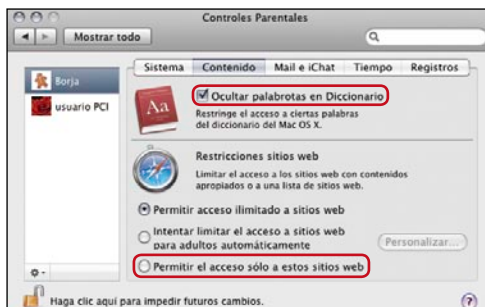 Controles Parentales
Mostrar todo
Sistema Contenido Mail e iChat Tiempo Registros
Borja
usuario PCI
Aa
Ocultar palabrotas en Diccionario
Restringe el acceso a ciertas palabras
del diccionario del Mac OS X.
Restricciones sitios web
Limitar el acceso a los sitios web con contenidos
apropiados o a una lista de sitios web.
Permitir acceso ilimitado a sitios web
Intentar limitar el acceso a sitios web
para adultos automáticamente
Personalizar...
Permitir el acceso sólo a estos sitios web
Haga clic aquí para impedir futuros cambios.
?